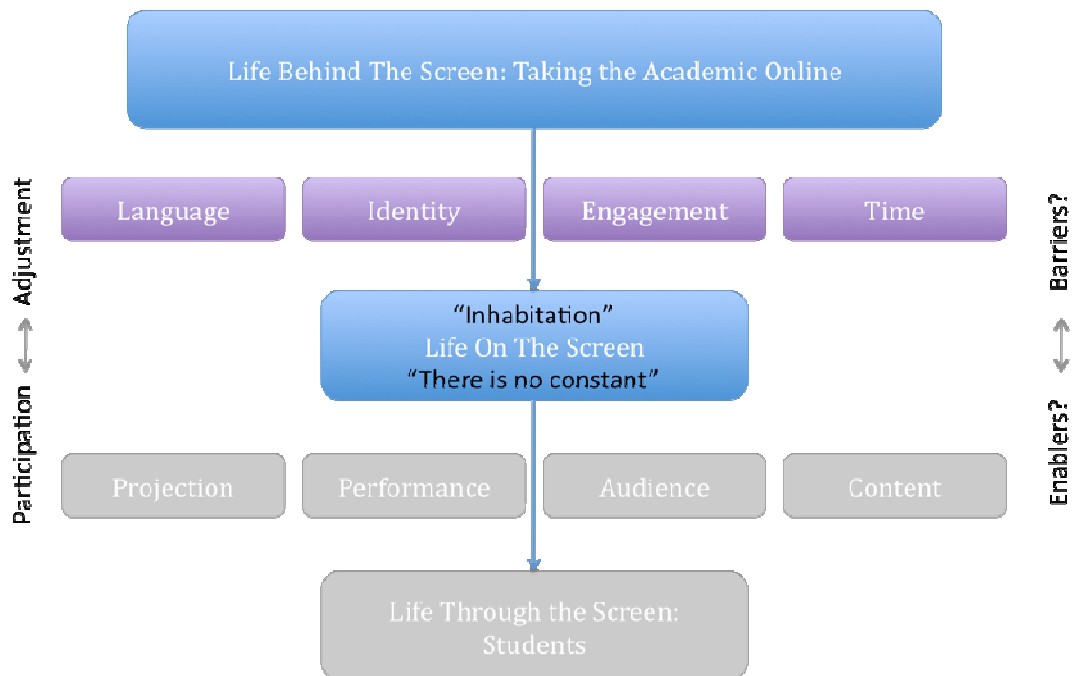 Life Behind The Screen: Taking the Academic Online
Adjustment
Language
Identity
Engagement
Time
Barriers?
“Inhabitation”
Life On The Screen
“There is no constant”
Participation
Projection
Performance
Audience
Content
Enablers?
Life Through the Screen:
Students